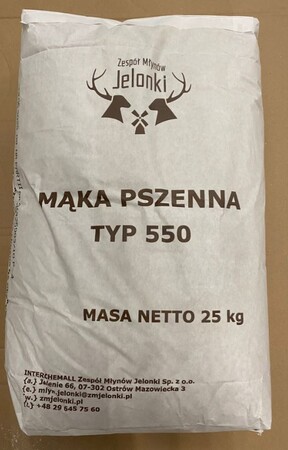 Zespół Młynów
Jelonki
MĄKA PSZENNA
TYP 550
MASA NETTO 25 kg
INTERCHEMALL Zespół Młynów Jelonki Sp. z o.o.
{a.} Jelenie 66, 07-302 Ostrów Mazowiecka 3
{e.} mlyn.jelonki@zmjelonki.pl
{w.} zmjelonki.pl
{t.} +48 29 645 75 60